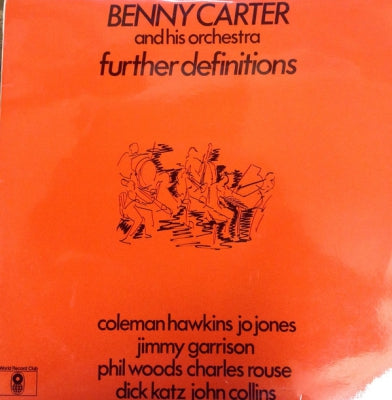 BENNY CARTER
and his orchestra
further definitions
coleman hawkins jo jones
jimmy garrison
phil woods charles rouse
dick katz john collins
World Record Club